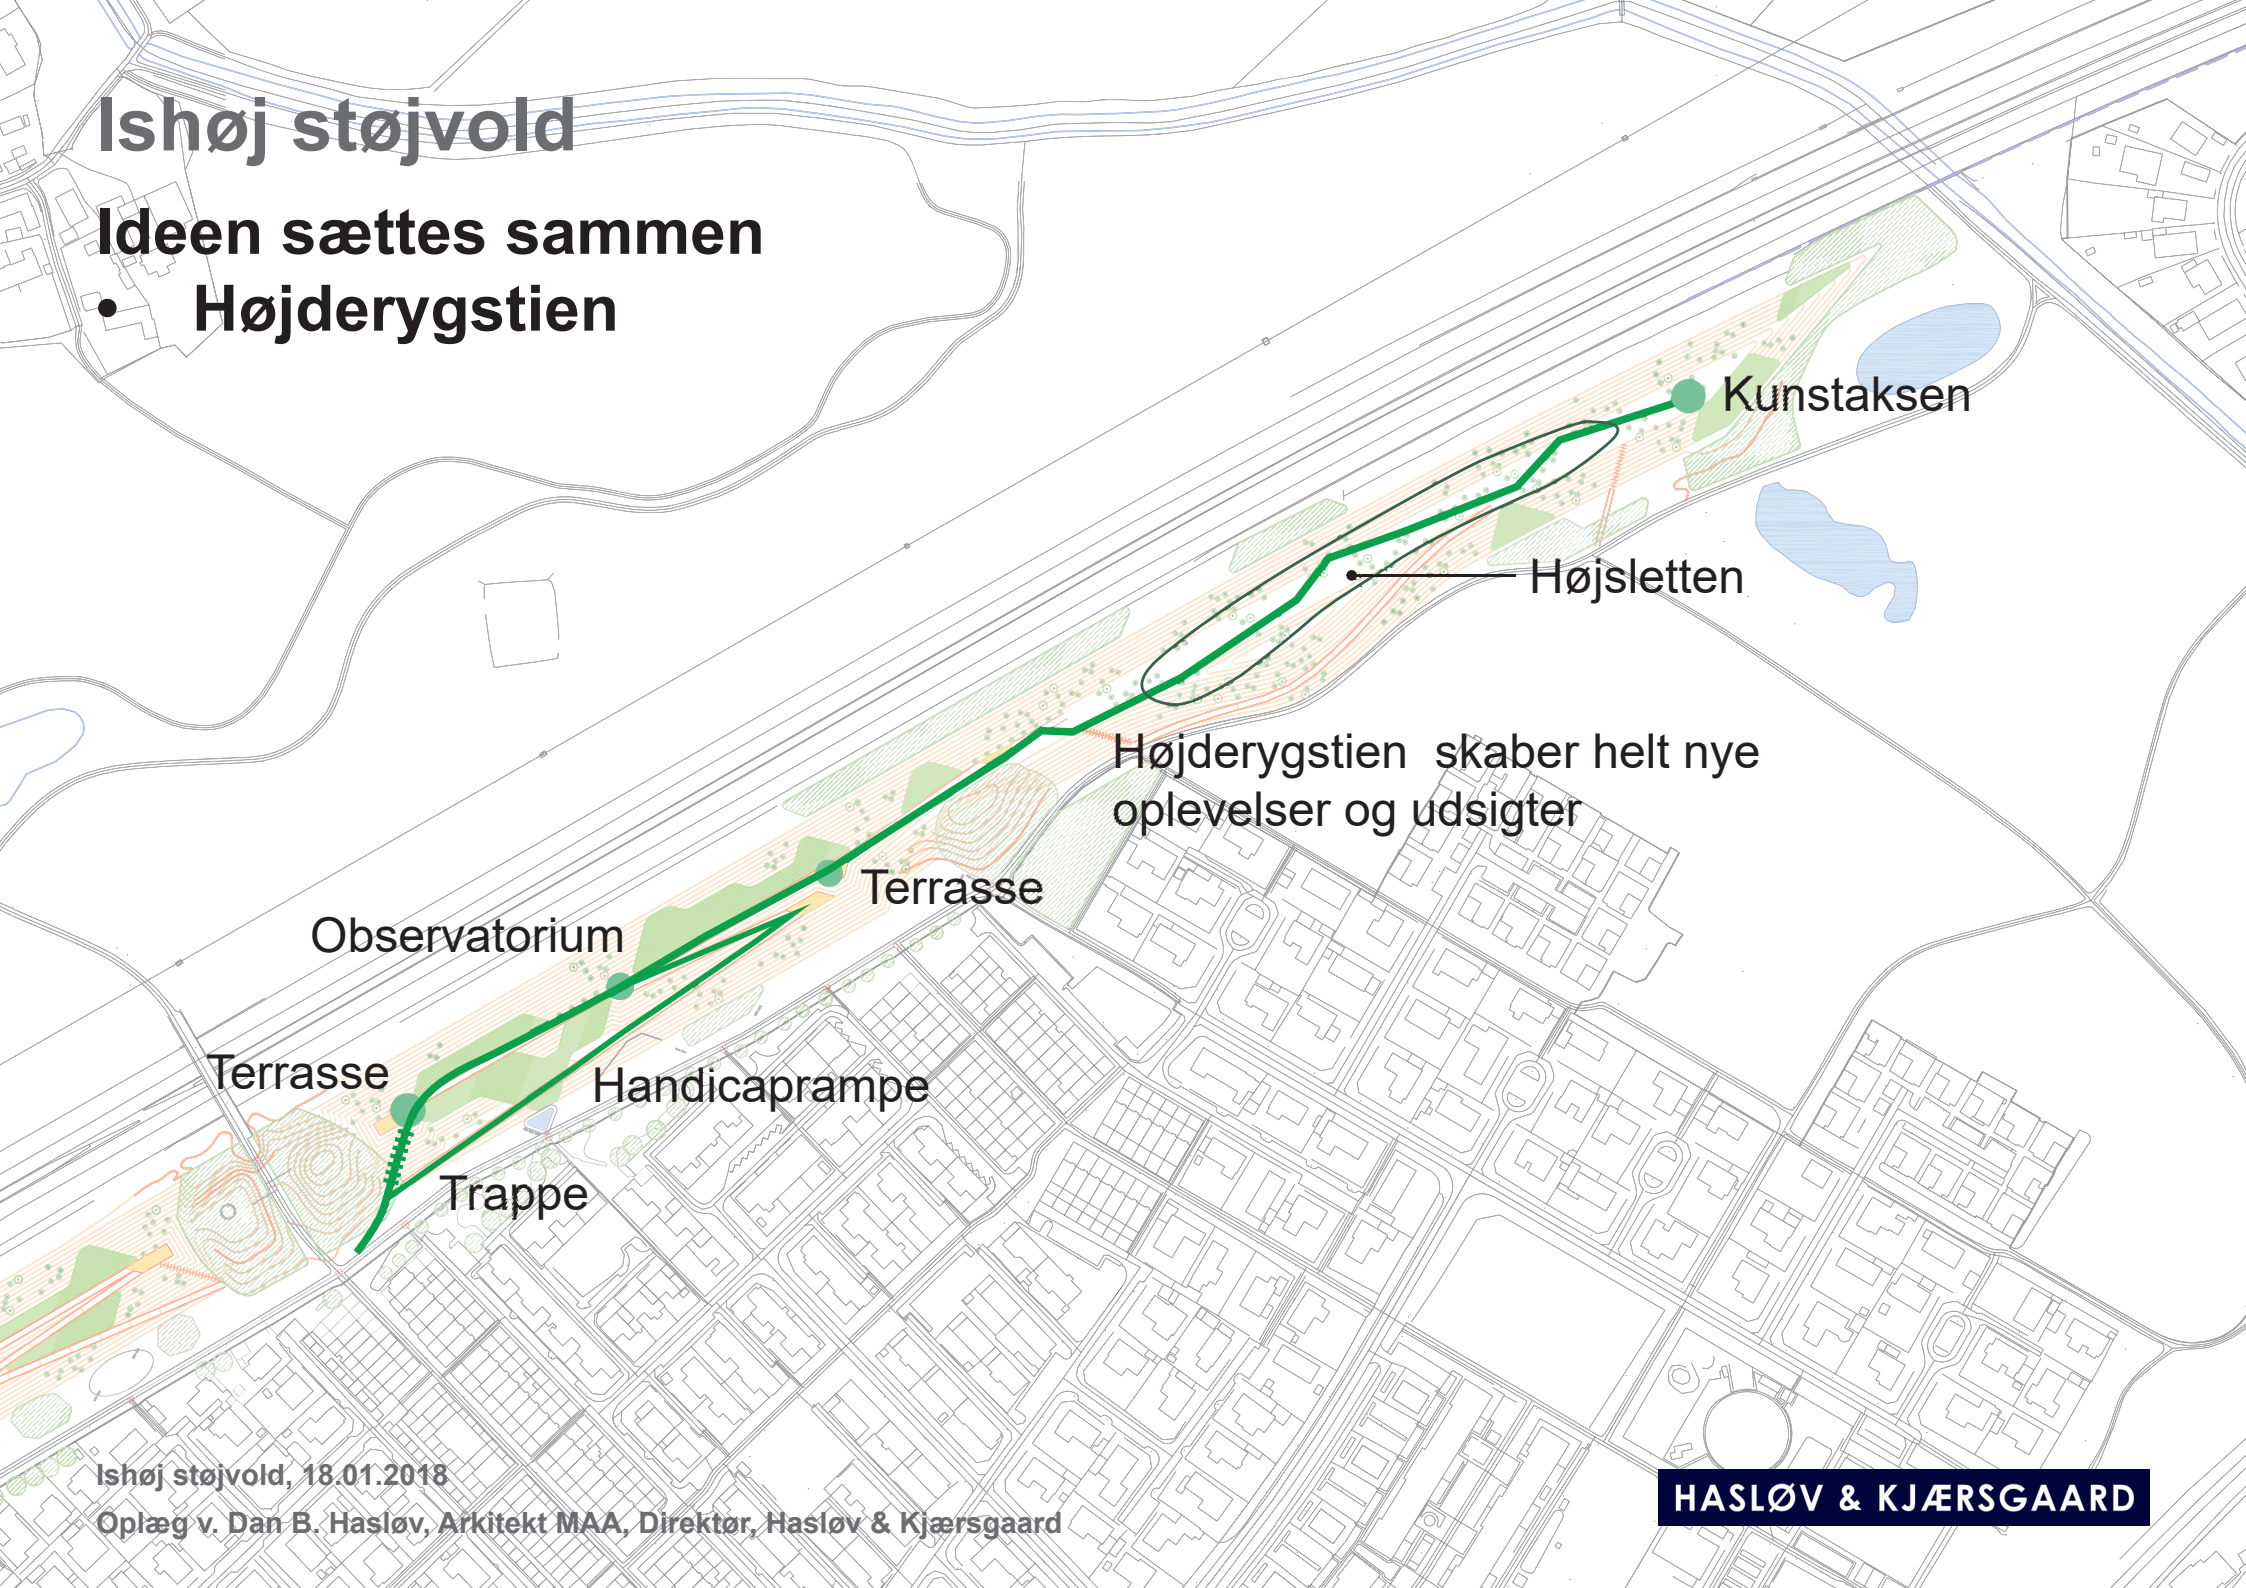 Ishøj støjvold
Ideen sættes sammen
• Højderygstien
Kunstaksen
Højsletten
Højderygstien skaber helt nye
oplevelser og udsigter
Terrasse
Observatorium
Terrasse
Handicaprampe
Trappe
Ishøj støjvold, 18.01.2018
Oplæg v. Dan B. Hasløv, Arkitekt MAA, Direktør, Hasløv & Kjærsgaard
HASLØV & KJÆRSGAARD